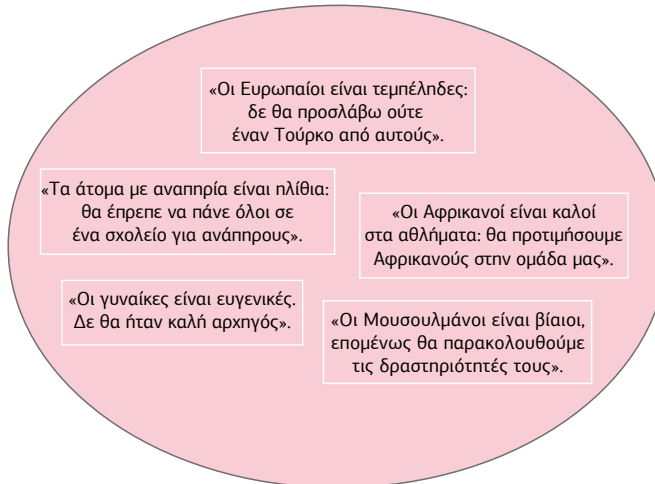 «Οι Ευρωπαίοι είναι τεμπέληδες:
δε θα προσλάβω ούτε
έναν Τούρκο από αυτούς».
«Τα άτομα με αναπηρία είναι ηλίθια:
θα έπρεπε να πάνε όλοι σε
ένα σχολείο για ανάπηρους».
«Οι Αφρικανοί είναι καλοί
στα αθλήματα: θα προτιμήσουμε
Αφρικανούς στην ομάδα μας».
«Οι γυναίκες είναι ευγενικές.
Δε θα ήταν καλή αρχηγός».
«Οι Μουσουλμάνοι είναι βίαιοι,
επομένως θα παρακολουθούμε
τις δραστηριότητές τους».